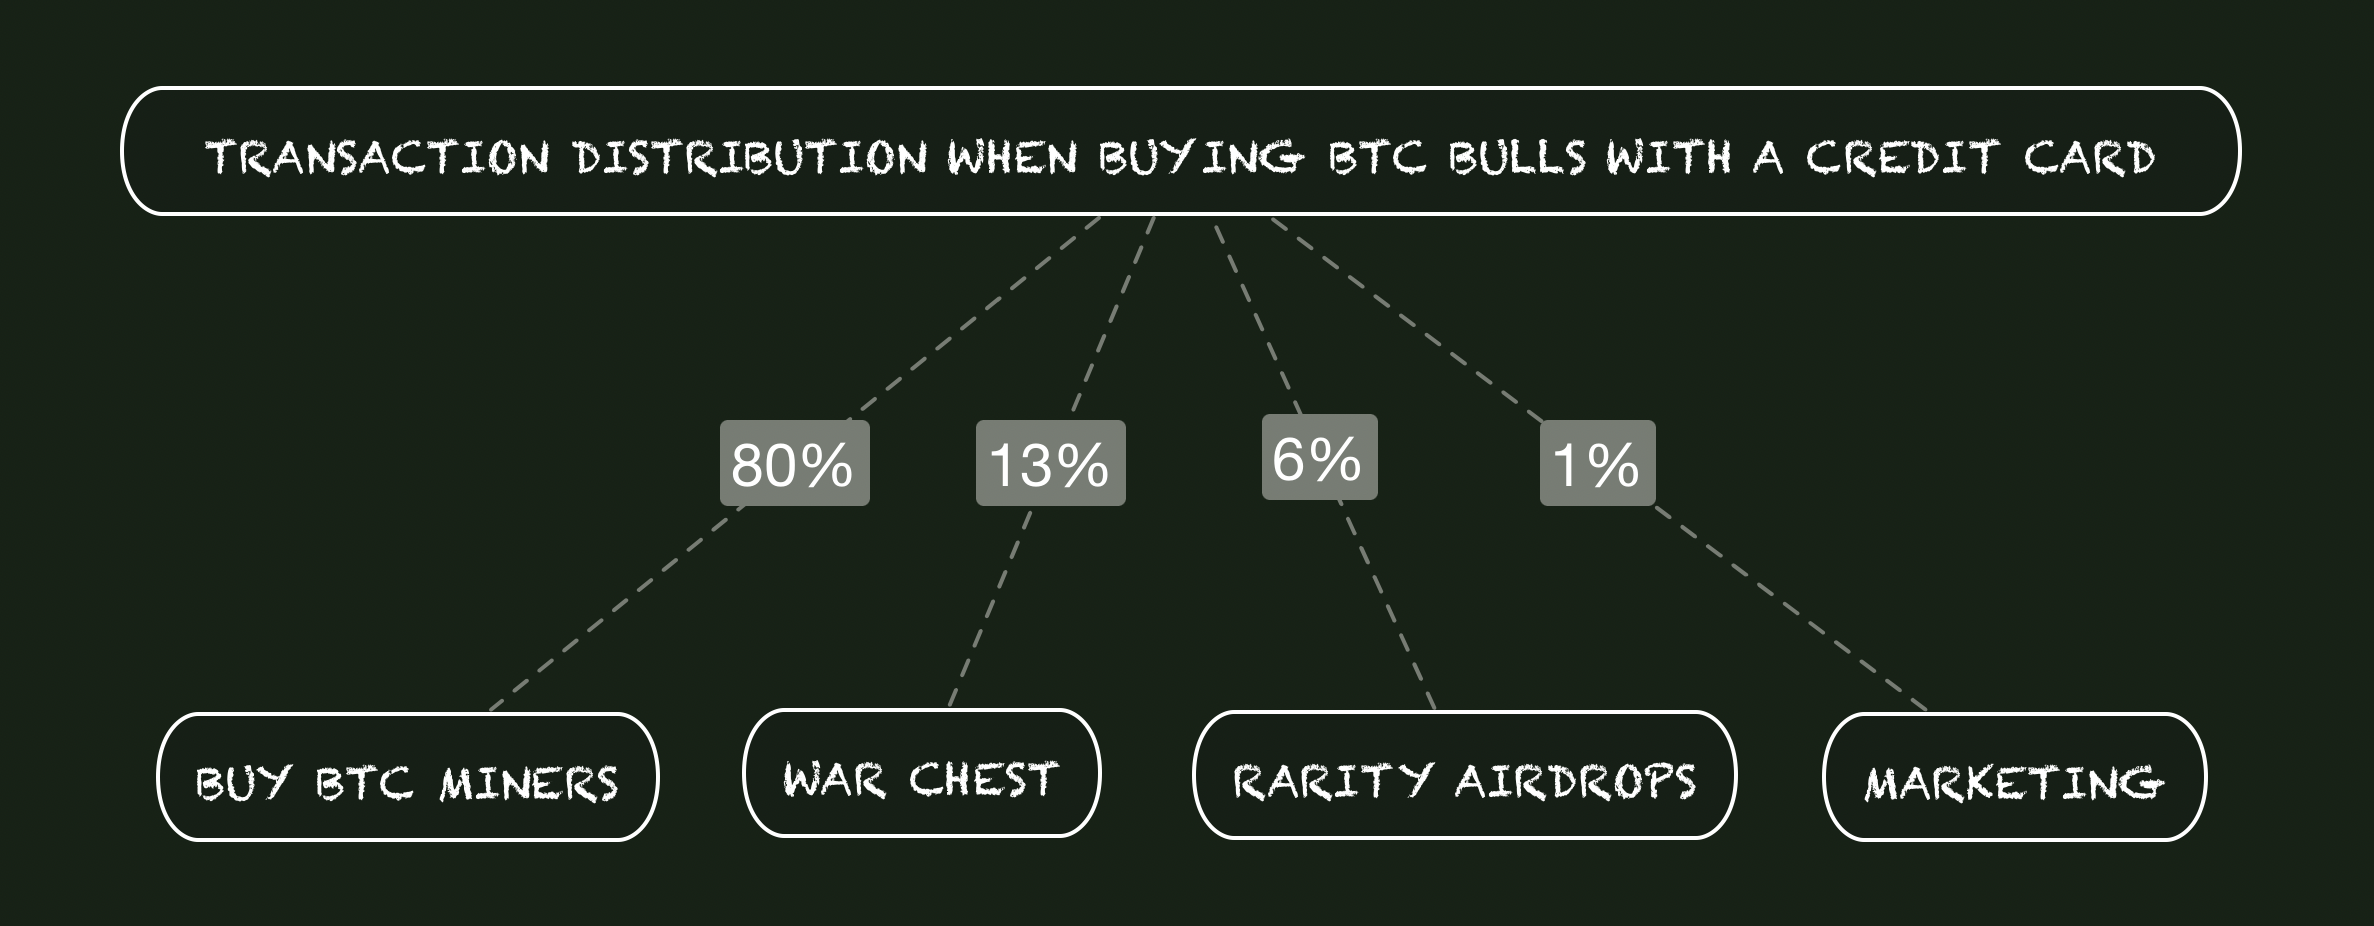 TRANSACTION DISTRIBUTION WHEN BUYING BTC BULLS WITH A CREDIT CARD
80%
13%
6%
1%
BUY BTC MINERS
WAR CHEST
RARITY AIRDROPS
MARKETING